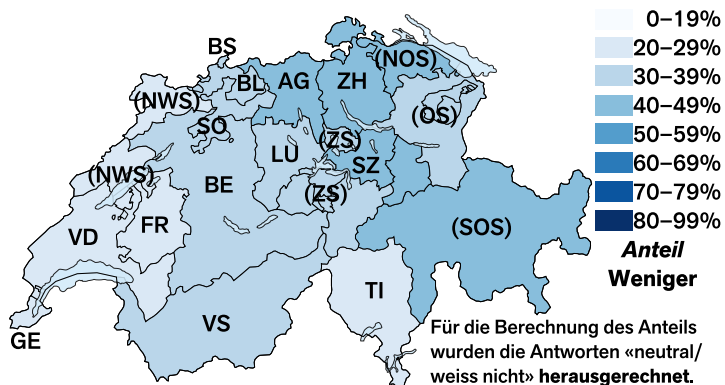 BS
(NWS)
BL
AG
ZH
(NOS)
SO
(ZS)
(OS)
LU
SZ
(NWS)
BE
(ZS)
FR
VD
(SOS)
TI
VS
GE
0–19%
20–29%
30–39%
40–49%
50–59%
60–69%
70–79%
80–99%
Anteil
Weniger
Für die Berechnung des Anteils
wurden die Antworten «neutral/
weiss nicht» herausgerechnet.